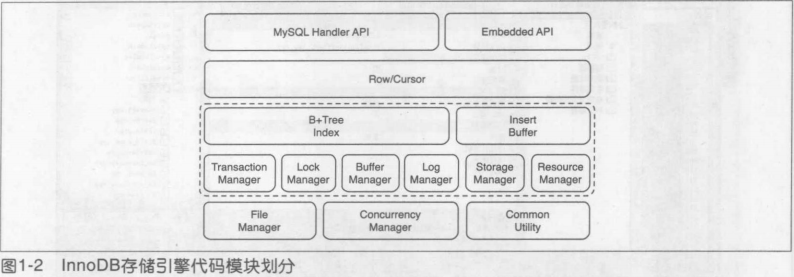 MySQL Handler API
Embedded API
Row/Cursor
B+Tree
Index
Insert
Buffer
Transaction
Manager
Lock
Manager
Buffer
Manager
Log
Manager
Storage
Manager
Resource
Manager
File
Manager
Concurrency
Manager
Common
Utility
图1-2 InnoDB存储引擎代码模块划分